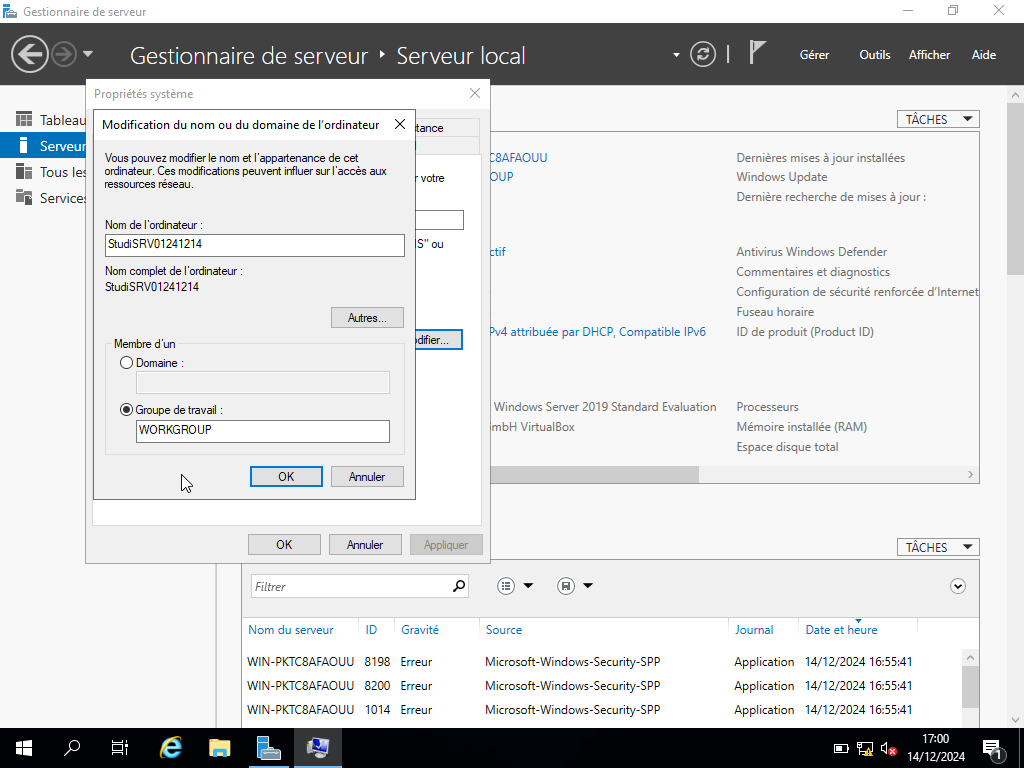 Gestionnaire de serveur
Gestionnaire de serveur ‣ Serveur local
Gérer
Outils
Afficher
Aide
Propriétés système
Modification du nom ou du domaine de l'ordinateur
Vous pouvez modifier le nom et l'appartenance de cet
ordinateur. Ces modifications peuvent influer sur l'accès aux
ressources réseau.
Nom de l'ordinateur :
StudiSRV01241214
Nom complet de l'ordinateur :
StudiSRV01241214
Autres...
Membre d'un
Domaine :
Groupe de travail :
WORKGROUP
OK
Annuler
tance
r votre
S" ou
odifier...
OK
Annuler
Appliquer
Tableau
Serveur
Tous les
Services
TÂCHES
C8AFAOUU
OUP
Dernières mises à jour installées
Windows Update
Dernière recherche de mises à jour :
ctif
Antivirus Windows Defender
Commentaires et diagnostics
Configuration de sécurité renforcée d'Internet
Fuseau horaire
Pv4 attribuée par DHCP, Compatible IPv6
ID de produit (Product ID)
Windows Server 2019 Standard Evaluation
Processeurs
mbH VirtualBox
Mémoire installée (RAM)
Espace disque total
TÂCHES
Filtrer
Nom du serveur ID Gravité Source Journal Date et heure
WIN-PKTC8AFAOUU 8198 Erreur Microsoft-Windows-Security-SPP Application 14/12/2024 16:55:41
WIN-PKTC8AFAOUU 8200 Erreur Microsoft-Windows-Security-SPP Application 14/12/2024 16:55:41
WIN-PKTC8AFAOUU 1014 Erreur Microsoft-Windows-Security-SPP Application 14/12/2024 16:55:41
17:00
14/12/2024
1